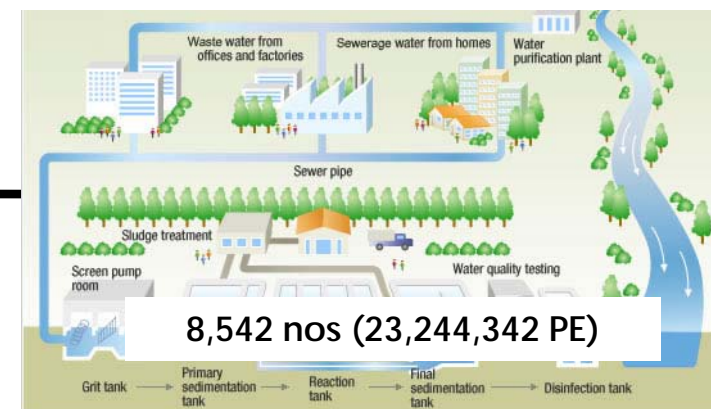 Waste water from
offices and factories
Sewerage water from homes
Water
purification plant
Sewer pipe
Sludge treatment
Screen pump
room
Water quality testing
8,542 nos (23,244,342 PE)
Grit tank
Primary
sedimentation
tank
Reaction
tank
Final
sedimentation
tank
Disinfection tank